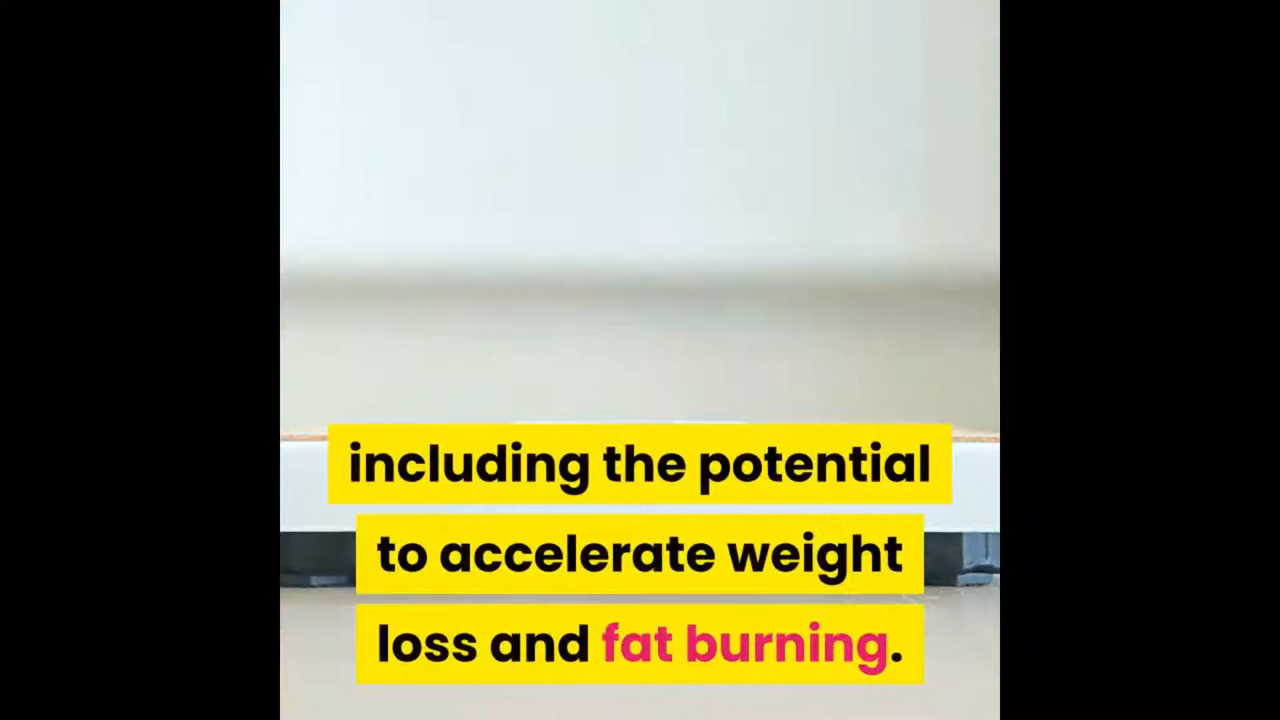 including the potential
to accelerate weight
loss and fat burning.